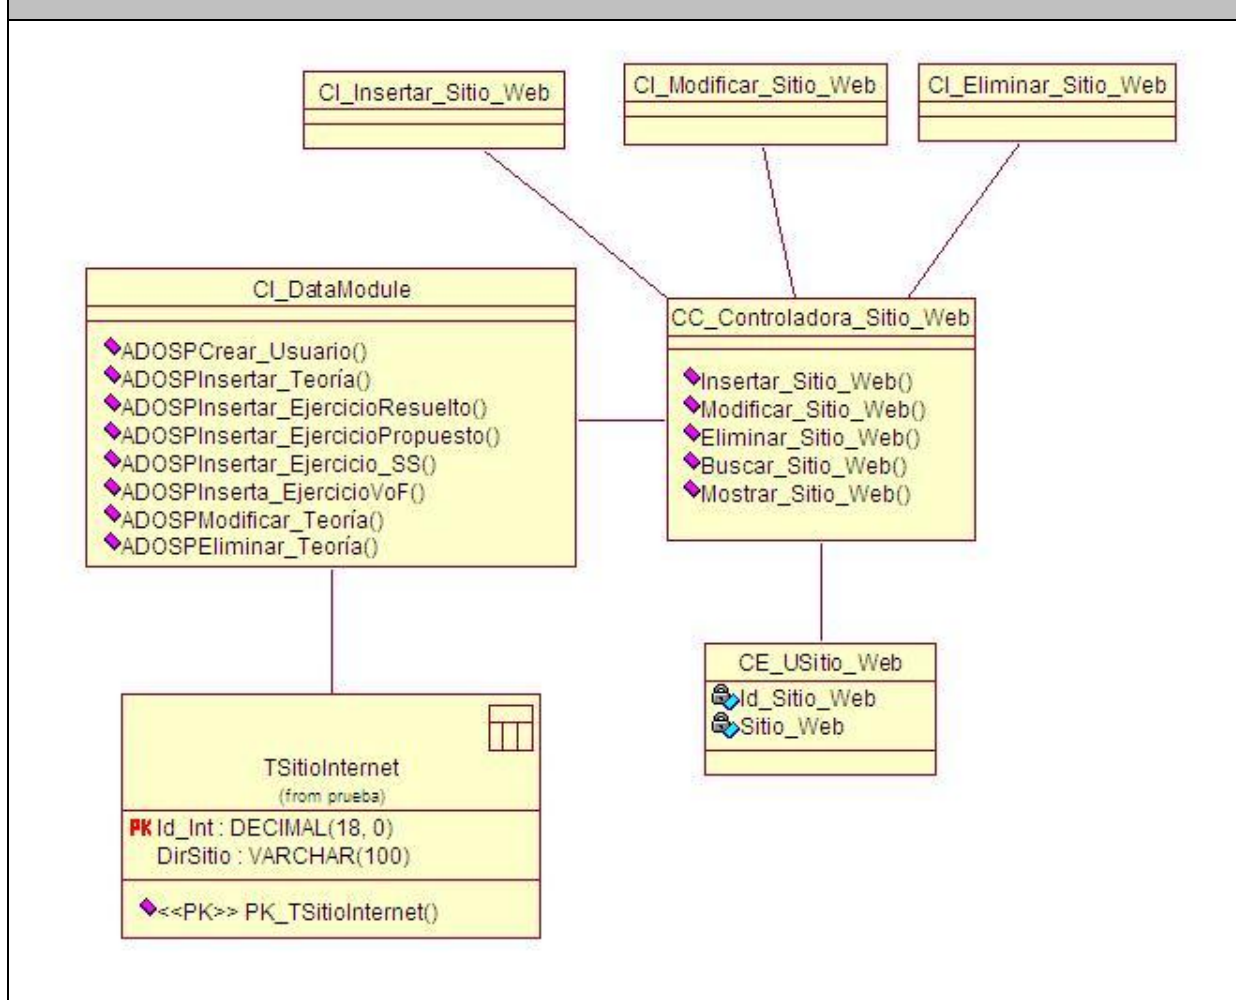 CI_Insertar_Sitio_Web
CI_Modificar_Sitio_Web
CI_Eliminar_Sitio_Web
CI_DataModule
ADOSPCrear_Usuario()
ADOSPInsertar_Teoría()
ADOSPInsertar_EjercicioResuelto()
ADOSPInsertar_EjercicioPropuesto()
ADOSPInsertar_Ejercicio_SS()
ADOSPInserta_EjercicioVoF()
ADOSPModificar_Teoría()
ADOSPEliminar_Teoría()
CC_Controladora_Sitio_Web
Insertar_Sitio_Web()
Modificar_Sitio_Web()
Eliminar_Sitio_Web()
Buscar_Sitio_Web()
Mostrar_Sitio_Web()
CE_USitio_Web
Id_Sitio_Web
Sitio_Web
TSitioInternet
(from prueba)
PK Id_Int : DECIMAL(18, 0)
DirSitio : VARCHAR(100)
<<PK>> PK_TSitioInternet()